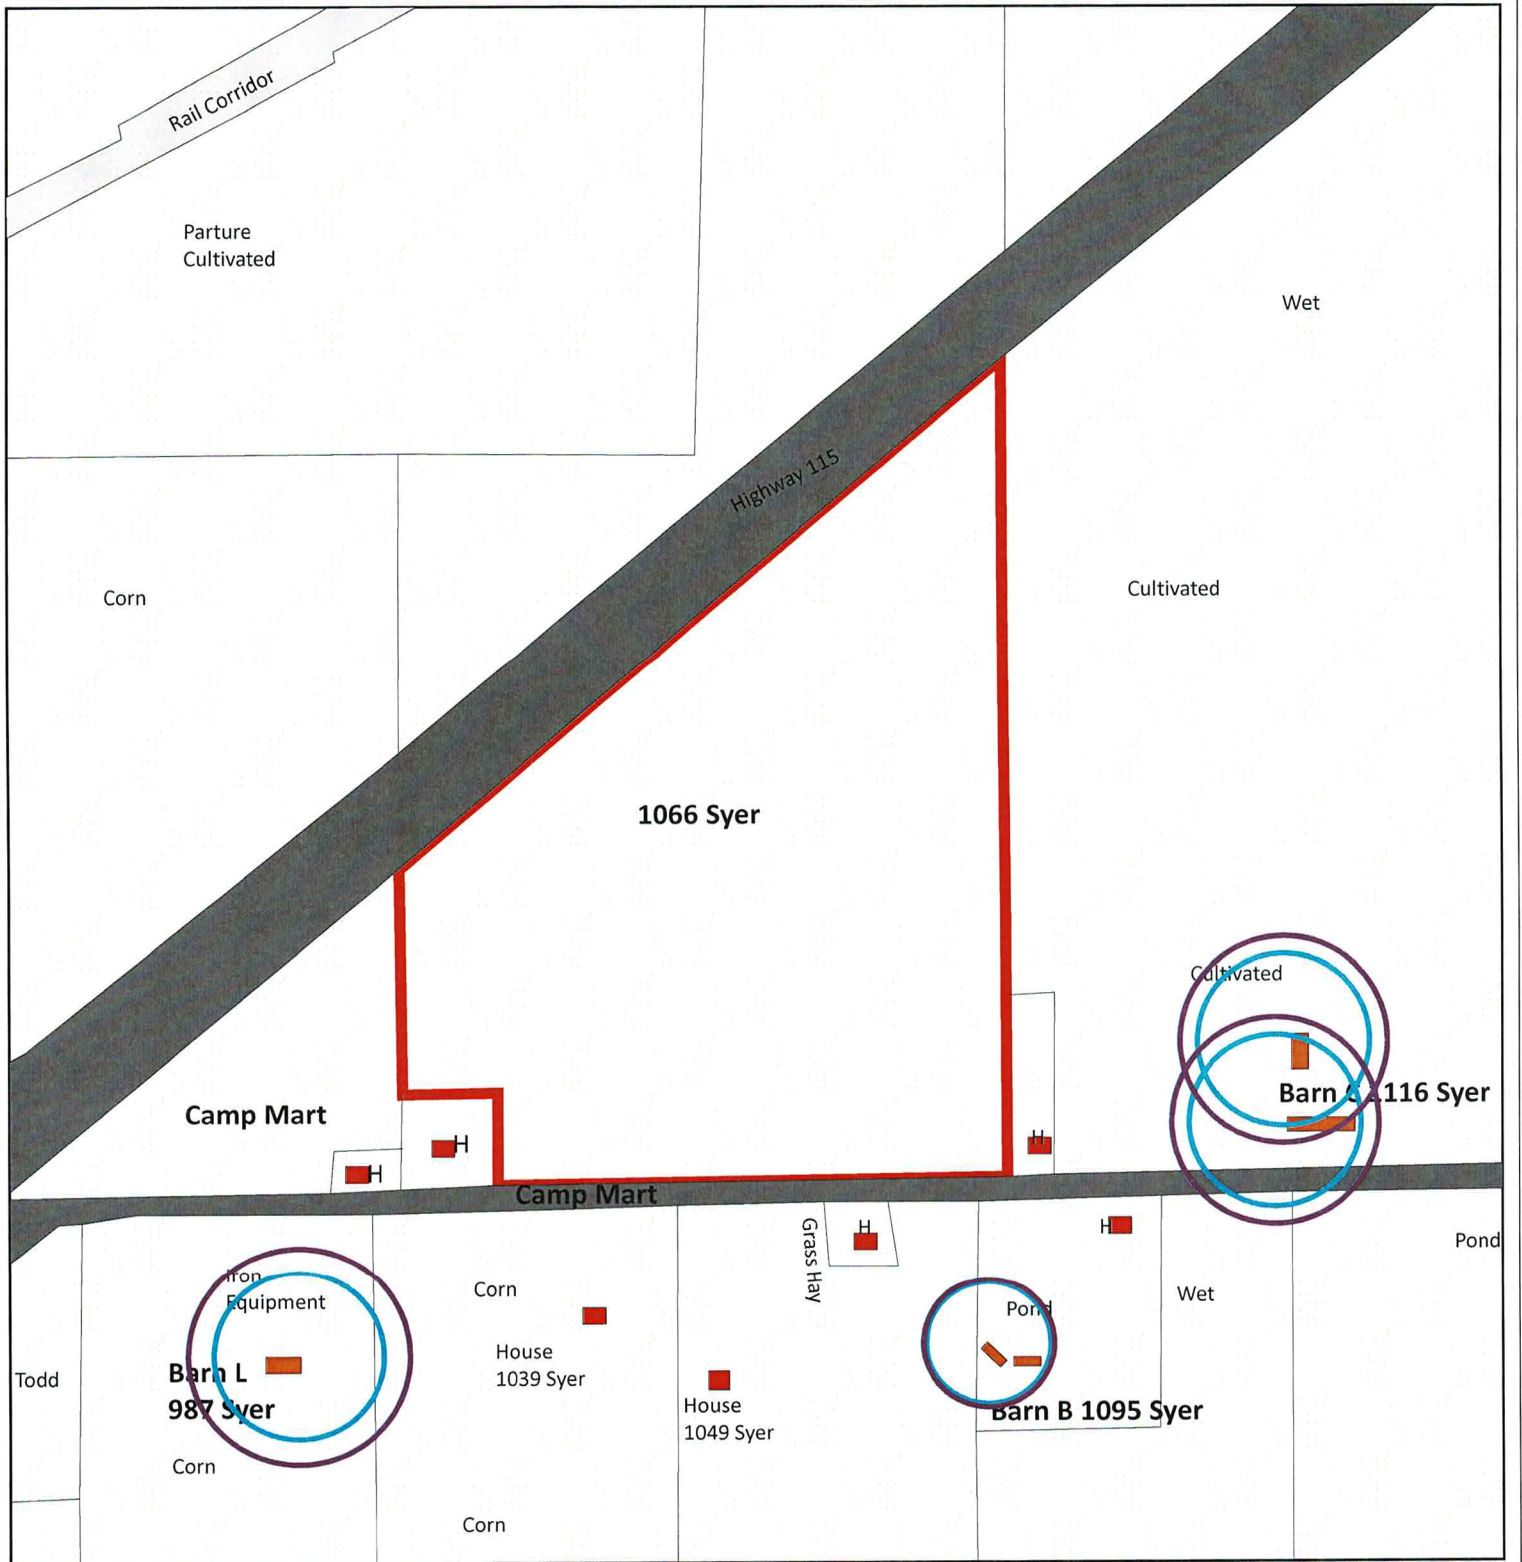 Rail Corridor
Parture
Cultivated
Wet
Highway 115
Corn
Cultivated
1066 Syer
Cultivated
Barn C 1116 Syer
Camp Mart
H
H
H
Camp Mart
Grass Hay
H
H
Pond
Iron
Equipment
Corn
Pond
Wet
House
1039 Syer
Todd
Barn L
987 Syer
House
1049 Syer
Barn B 1095 Syer
Corn
Corn